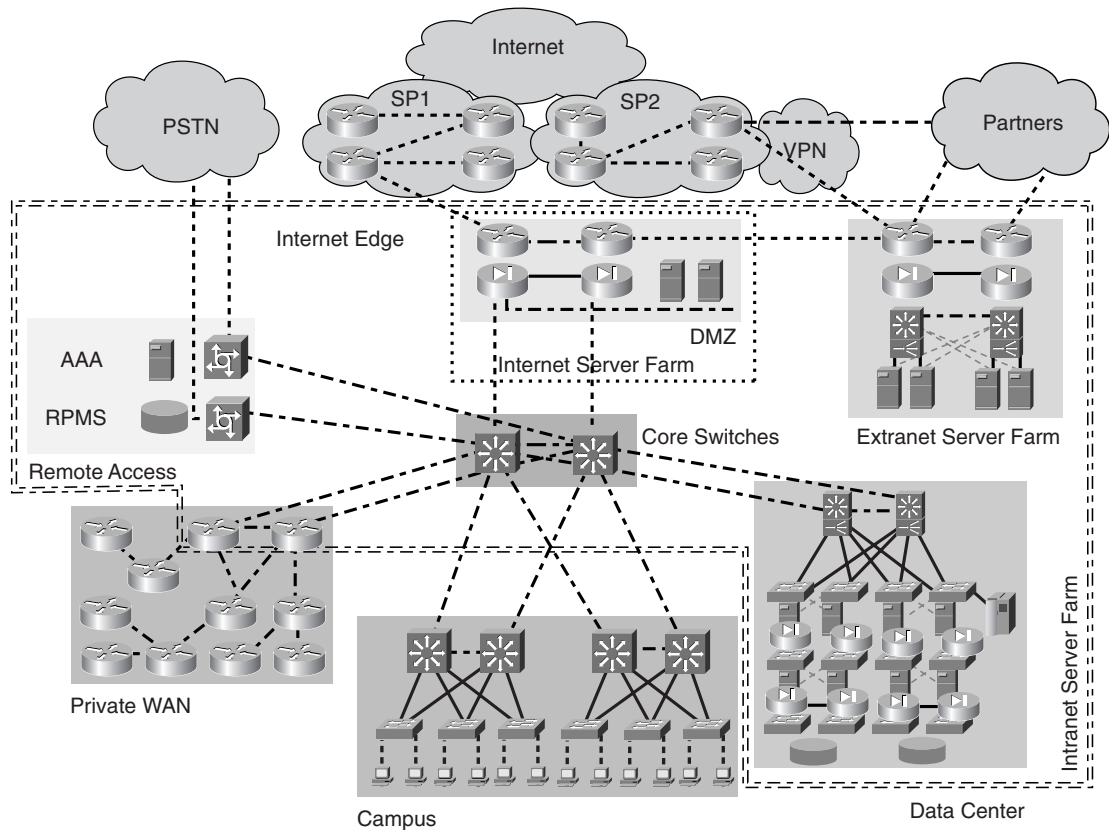 Internet
SP1
SP2
PSTN
VPN
Partners
Internet Edge
DMZ
Internet Server Farm
AAA
RPMS
Remote Access
Core Switches
Extranet Server Farm
Private WAN
Intranet Server Farm
Campus
Data Center